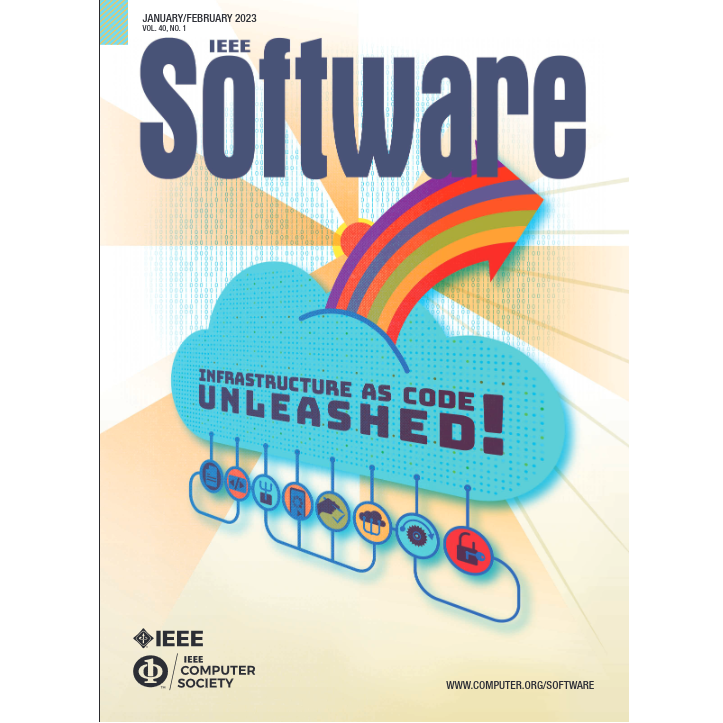 JANUARY/FEBRUARY 2023
VOL. 40, NO. 1
IEEE
Software
INFRASTRUCTURE AS CODE
UNLEASHED!
IEEE
IEEE
COMPUTER
SOCIETY
WWW.COMPUTER.ORG/SOFTWARE